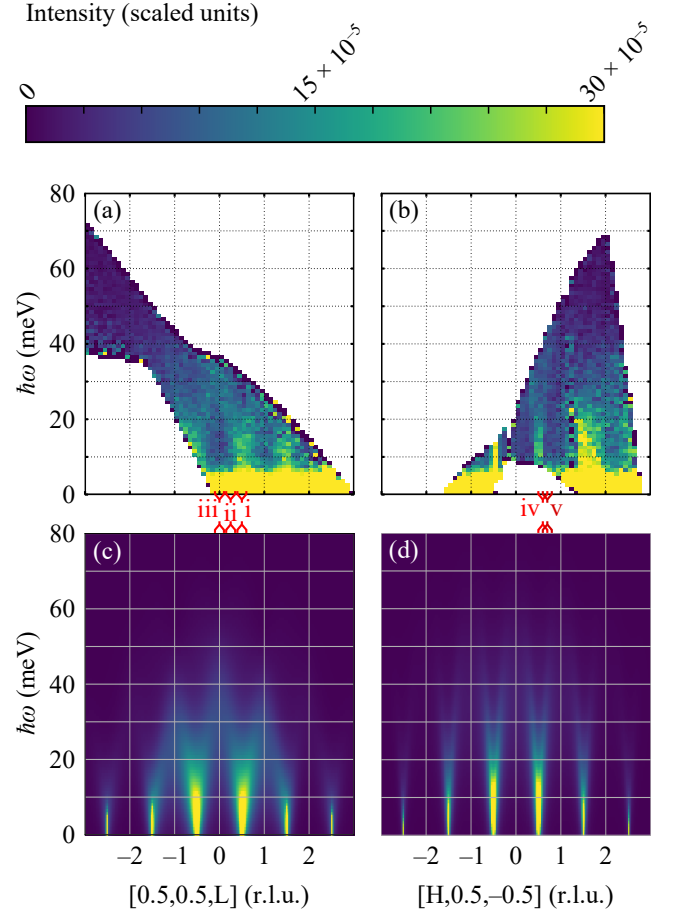 Intensity (scaled units)
0 15 × 10⁻⁵ 30 × 10⁻⁵
80
(a) (b)
60
40
20
0
ħω (meV)
iii ii i iv v
80
(c) (d)
60
40
20
0
ħω (meV)
−2 −1 0 1 2 −2 −1 0 1 2
[0.5,0.5,L] (r.l.u.) [H,0.5,−0.5] (r.l.u.)